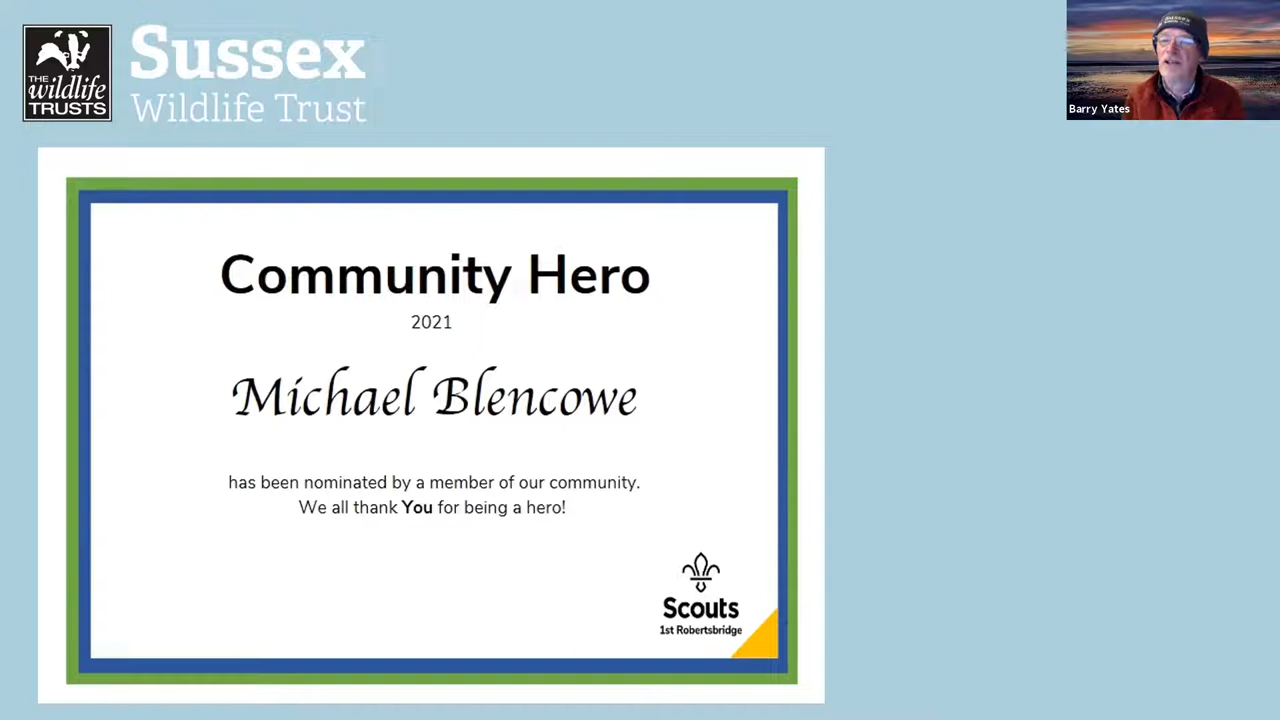 THE
wildlife
TRUSTS
Sussex
Wildlife Trust
Barry Yates
Community Hero
2021
Michael Blencowe
has been nominated by a member of our community.
We all thank You for being a hero!
Scouts
1st Robertsbridge